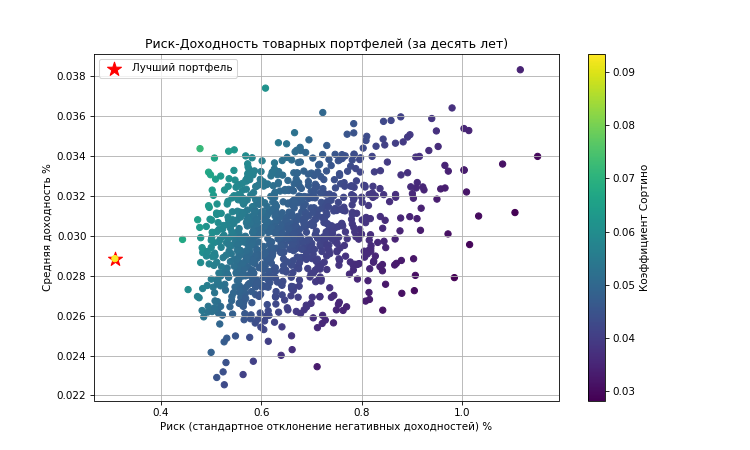 Риск-Доходность товарных портфелей (за десять лет)
Лучший портфель
Средняя доходность %
0.038
0.036
0.034
0.032
0.030
0.028
0.026
0.024
0.022
0.4 0.6 0.8 1.0
Риск (стандартное отклонение негативных доходностей) %
0.09
0.08
0.07
0.06
0.05
0.04
0.03
Коэффициент Сортино